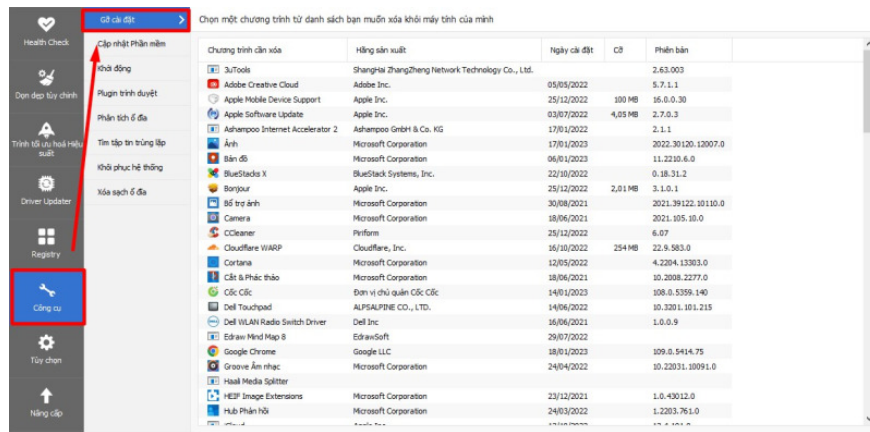 Health Check
Dọn dẹp tùy chỉnh
Trình tối ưu hoá Hiệu suất
Driver Updater
Registry
Công cụ
Tùy chọn
Nâng cấp
Gỡ cài đặt
Cập nhật Phần mềm
Khởi động
Plugin trình duyệt
Phân tích ổ đĩa
Tìm tập tin trùng lặp
Khôi phục hệ thống
Xóa sạch ổ đĩa
Chọn một chương trình từ danh sách bạn muốn xóa khỏi máy tính của mình
Chương trình cần xóa Hãng sản xuất Ngày cài đặt Cỡ Phiên bản
3uTools ShangHai ZhangZheng Network Technology Co., Ltd. 2.63.003
Adobe Creative Cloud Adobe Inc. 05/05/2022 5.7.1.1
Apple Mobile Device Support Apple Inc. 25/12/2022 100 MB 16.0.0.30
Apple Software Update Apple Inc. 03/07/2022 4,05 MB 2.7.0.3
Ashampoo Internet Accelerator 2 Ashampoo GmbH & Co. KG 17/01/2022 2.1.1
Ảnh Microsoft Corporation 17/01/2023 2022.30120.12007.0
Bản đồ Microsoft Corporation 06/01/2023 11.2210.6.0
BlueStacks X BlueStack Systems, Inc. 22/10/2022 0.18.31.2
Bonjour Apple Inc. 25/12/2022 2,01 MB 3.1.0.1
Bổ trợ ảnh Microsoft Corporation 30/08/2021 2021.39122.10110.0
Camera Microsoft Corporation 18/06/2021 2021.105.10.0
CCleaner Piriform 25/12/2022 6.07
Cloudflare WARP Cloudflare, Inc. 16/10/2022 254 MB 22.9.583.0
Cortana Microsoft Corporation 12/05/2022 4.2204.13303.0
Cắt & Phác thảo Microsoft Corporation 18/06/2021 10.2008.2277.0
Cốc Cốc Đơn vị chủ quản Cốc Cốc 14/01/2023 108.0.5359.140
Dell Touchpad ALPSALPINE CO., LTD. 14/06/2022 10.3201.101.215
Dell WLAN Radio Switch Driver Dell Inc 16/06/2021 1.0.0.9
Edraw Mind Map 8 EdrawSoft 29/07/2022
Google Chrome Google LLC 18/01/2023 109.0.5414.75
Groove Âm nhạc Microsoft Corporation 24/04/2022 10.22031.10091.0
Haali Media Splitter
HEIF Image Extensions Microsoft Corporation 23/12/2021 1.0.43012.0
Hub Phản hồi Microsoft Corporation 24/03/2022 1.2203.761.0